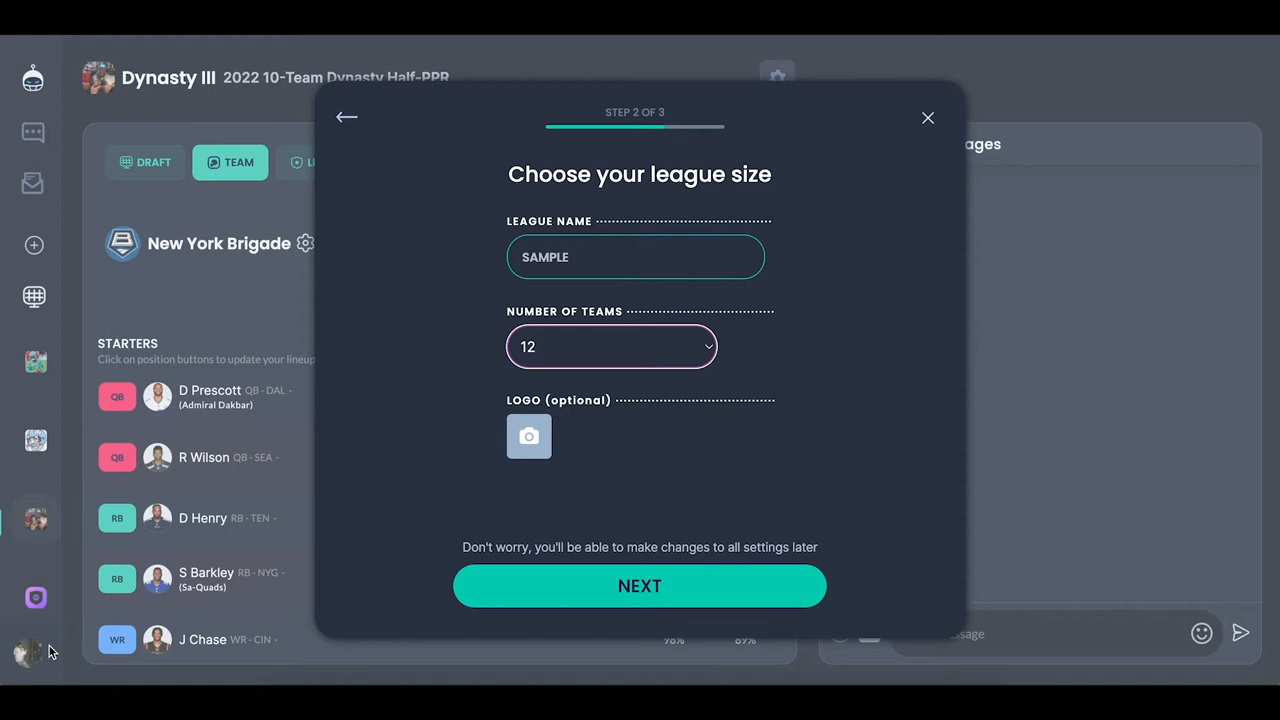 Dynasty III 2022 10-Team Dynasty Half-PPR
DRAFT
TEAM
New York Brigade
STARTERS
Click on position buttons to update your lineup
QB D Prescott QB - DAL -
(Admiral Dakbar)
QB R Wilson QB - SEA -
RB D Henry RB - TEN -
RB S Barkley RB - NYG -
(Sa-Quads)
WR J Chase WR - CIN -
98% 89%
STEP 2 OF 3
Choose your league size
LEAGUE NAME
SAMPLE
NUMBER OF TEAMS
12
LOGO (optional)
Don't worry, you'll be able to make changes to all settings later
NEXT
ages
ssage